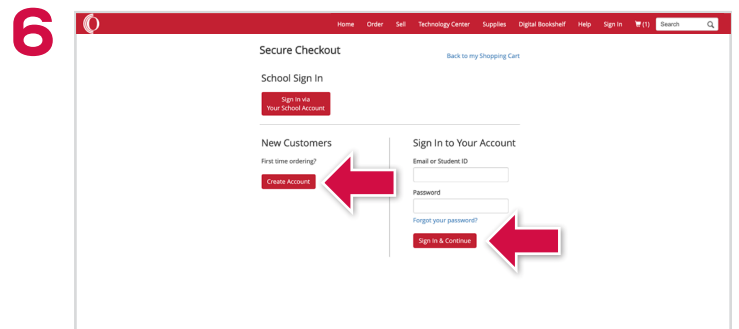 6
Home Order Sell Technology Center Supplies Digital Bookshelf Help Sign In (1) Search
Secure Checkout
Back to my Shopping Cart
School Sign In
Sign In via
Your School Account
New Customers
First time ordering?
Create Account
Sign In to Your Account
Email or Student ID
Password
Forgot your password?
Sign In & Continue